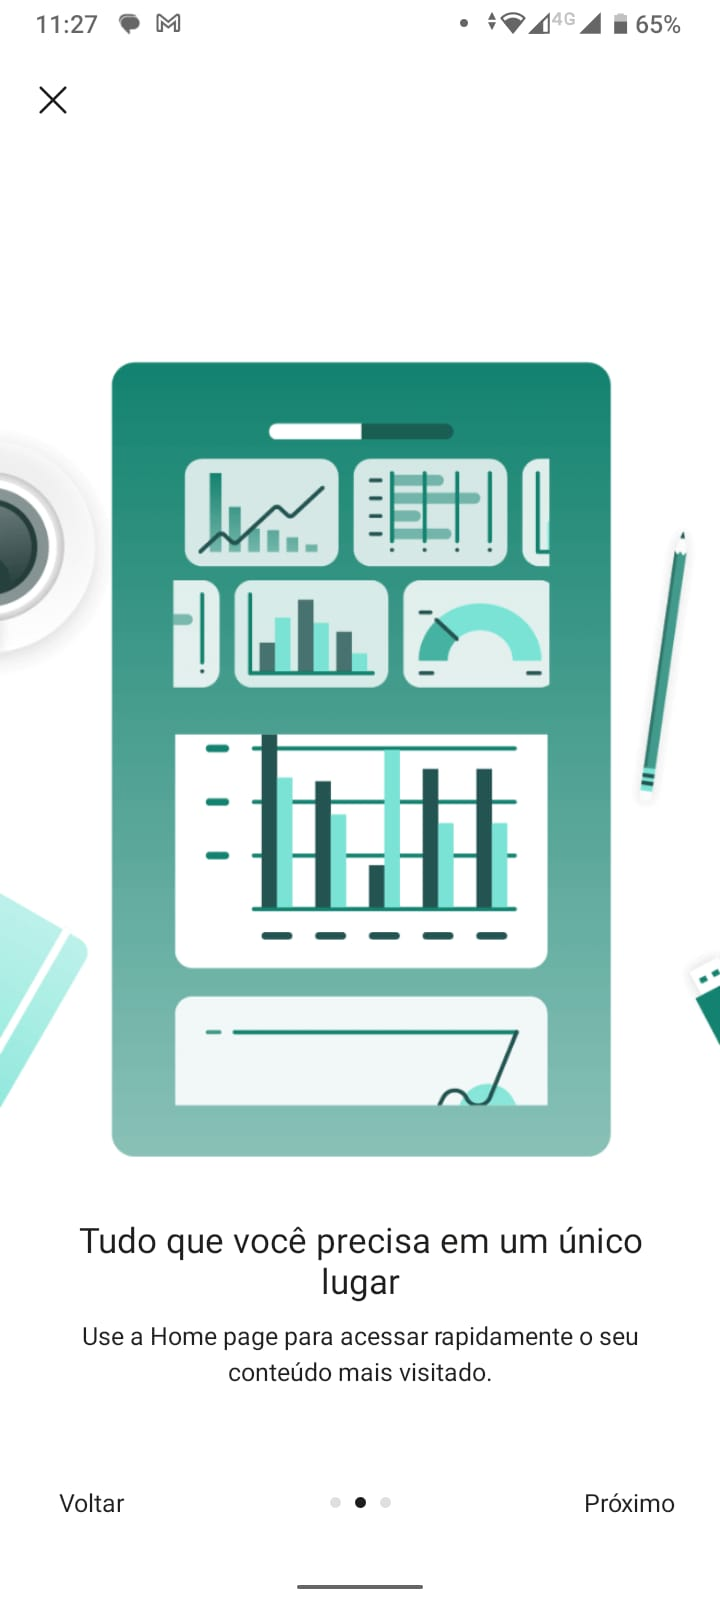 11:27
4G
65%
Tudo que você precisa em um único
lugar
Use a Home page para acessar rapidamente o seu
conteúdo mais visitado.
Voltar
Próximo